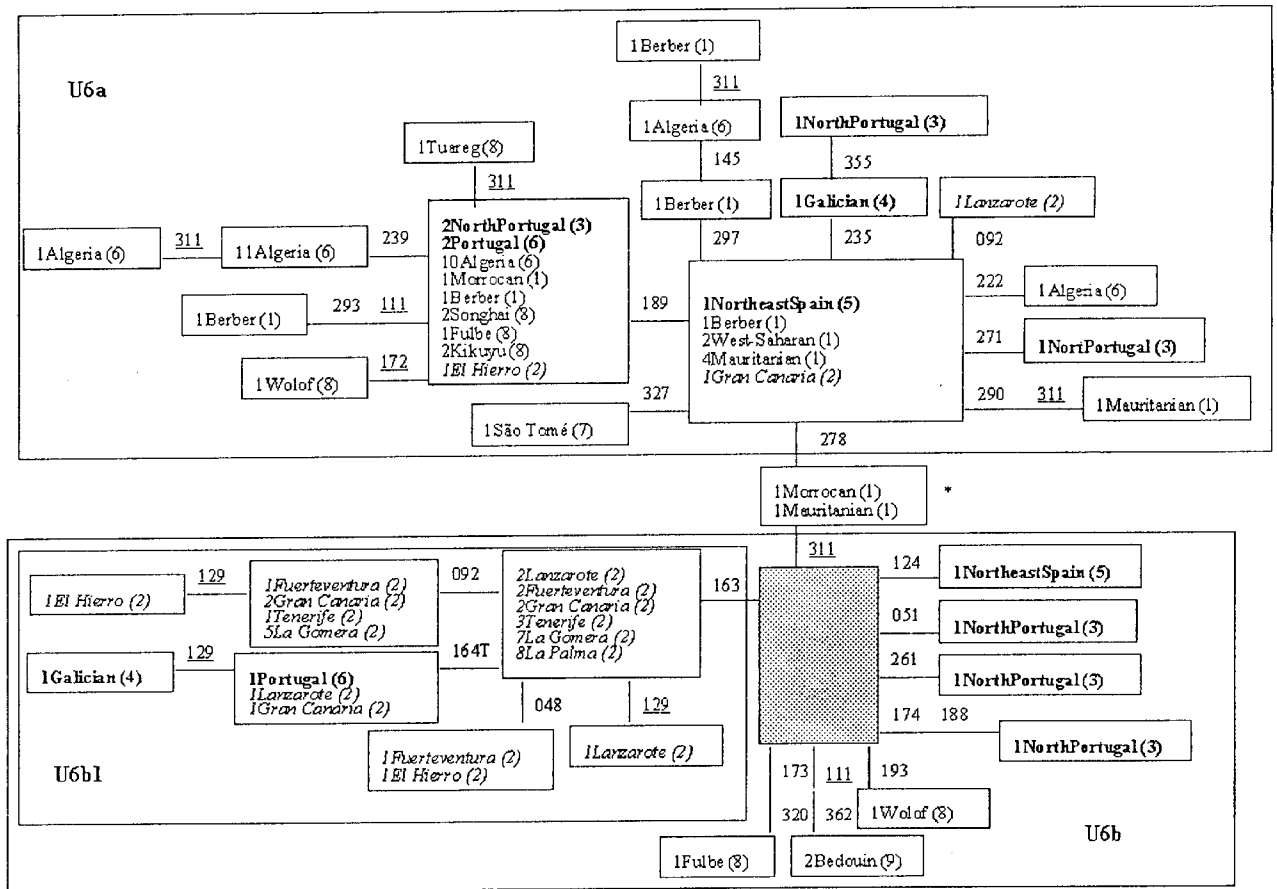 1Berber (1)
U6a
311
1Algeria (6)
1NorthPortugal (3)
1Tuareg (8)
145
355
311
1Berber (1)
1Galician (4)
1Lanzarote (2)
2NorthPortugal (3)
2Portugal (6)
10Algeria (6)
1Morrocan (1)
1Berber (1)
2Songhai (8)
1Fulbe (8)
2Kikuyu (8)
1El Hierro (2)
297
235
092
1Algeria (6)
311
11Algeria (6)
239
189
1NortheastSpain (5)
1Berber (1)
2West-Saharan (1)
4Mauritanian (1)
1Gran Canaria (2)
222
1Algeria (6)
1Berber (1)
293
111
271
1NortPortugal (3)
1Wolof (8)
172
327
290
311
1Mauritanian (1)
1São Tomé (7)
278
1Morrocan (1)
1Mauritanian (1)
*
311
1El Hierro (2)
129
1Fuerteventura (2)
2Gran Canaria (2)
1Tenerife (2)
5La Gomera (2)
092
2Lanzarote (2)
2Fuerteventura (2)
2Gran Canaria (2)
3Tenerife (2)
7La Gomera (2)
8La Palma (2)
163
124
1NortheastSpain (5)
051
1NorthPortugal (3)
1Galician (4)
129
1Portugal (6)
1Lanzarote (2)
1Gran Canaria (2)
164T
261
1NorthPortugal (3)
048
129
174
188
1NorthPortugal (3)
1Fuerteventura (2)
1El Hierro (2)
1Lanzarote (2)
U6b1
173
111
193
320
362
1Wolof (8)
U6b
1Fulbe (8)
2Bedouin (9)